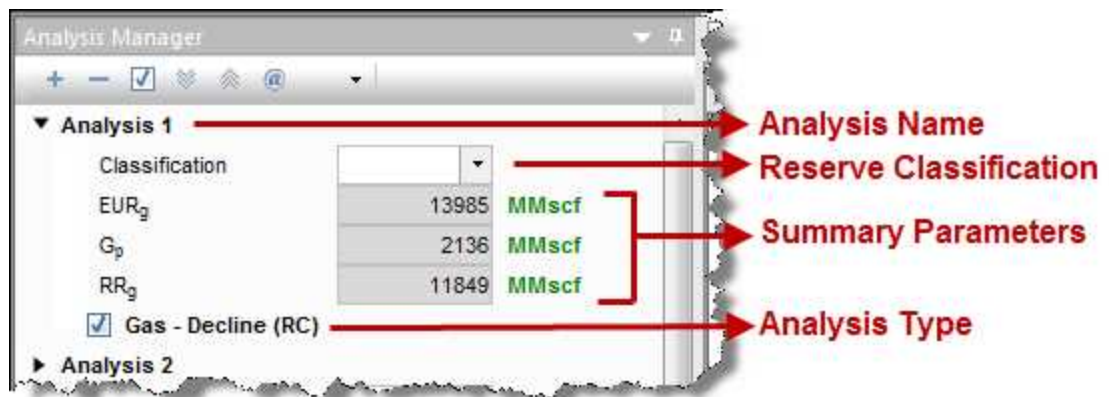 Analysis Manager
@
Analysis 1
Analysis Name
Classification
Reserve Classification
EURg 13985 MMscf
Gp 2136 MMscf
Summary Parameters
RRg 11849 MMscf
Gas - Decline (RC)
Analysis Type
Analysis 2